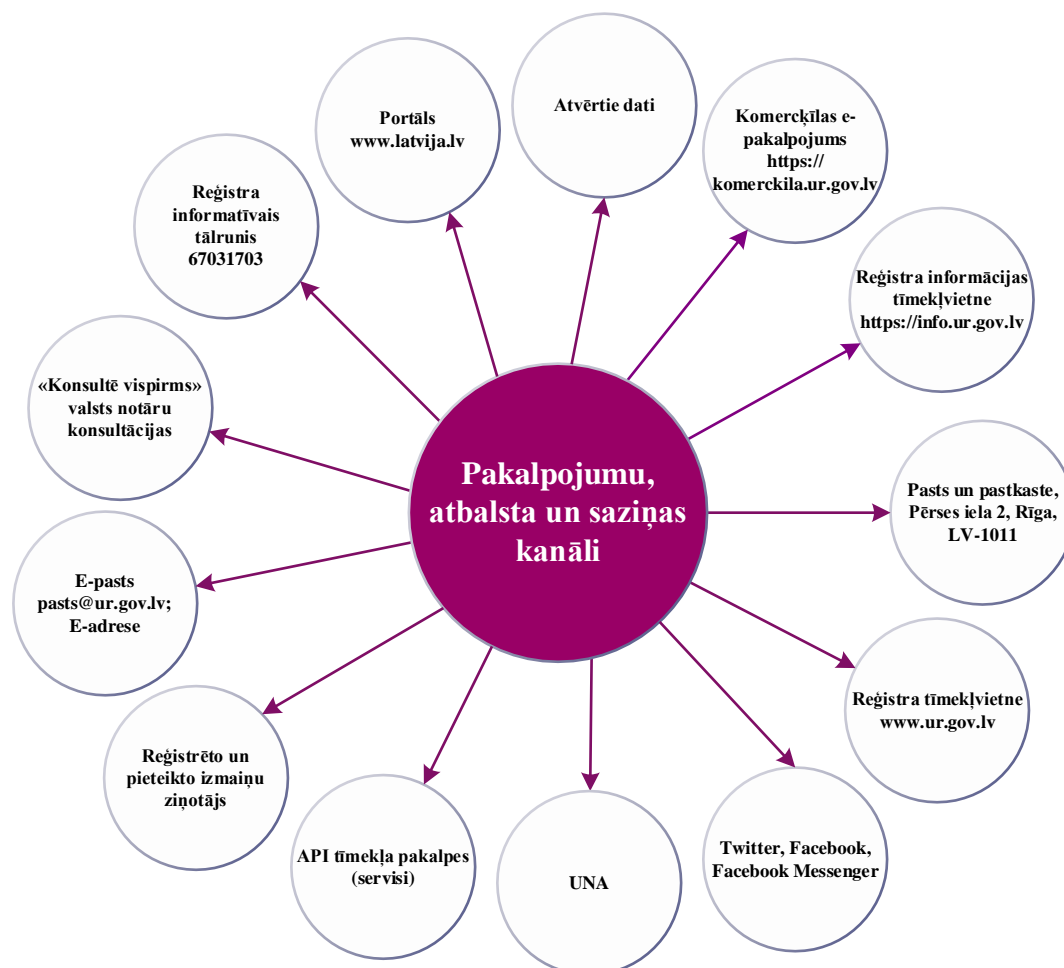 Atvērtie dati
Komercķīlas e-
pakalpojums
https://
komerckila.ur.gov.lv
Reģistra informācijas
tīmekļvietne
https://info.ur.gov.lv
Pasts un pastkaste,
Pērses iela 2, Rīga,
LV-1011
Reģistra tīmekļvietne
www.ur.gov.lv
Twitter, Facebook,
Facebook Messenger
UNA
API tīmekļa pakalpes
(servisi)
Reģistrēto un
pieteikto izmaiņu
ziņotājs
E-pasts
pasts@ur.gov.lv;
E-adrese
«Konsultē vispirms»
valsts notāru
konsultācijas
Reģistra
informatīvais
tālrunis
67031703
Portāls
www.latvija.lv
Pakalpojumu,
atbalsta un saziņas
kanāli